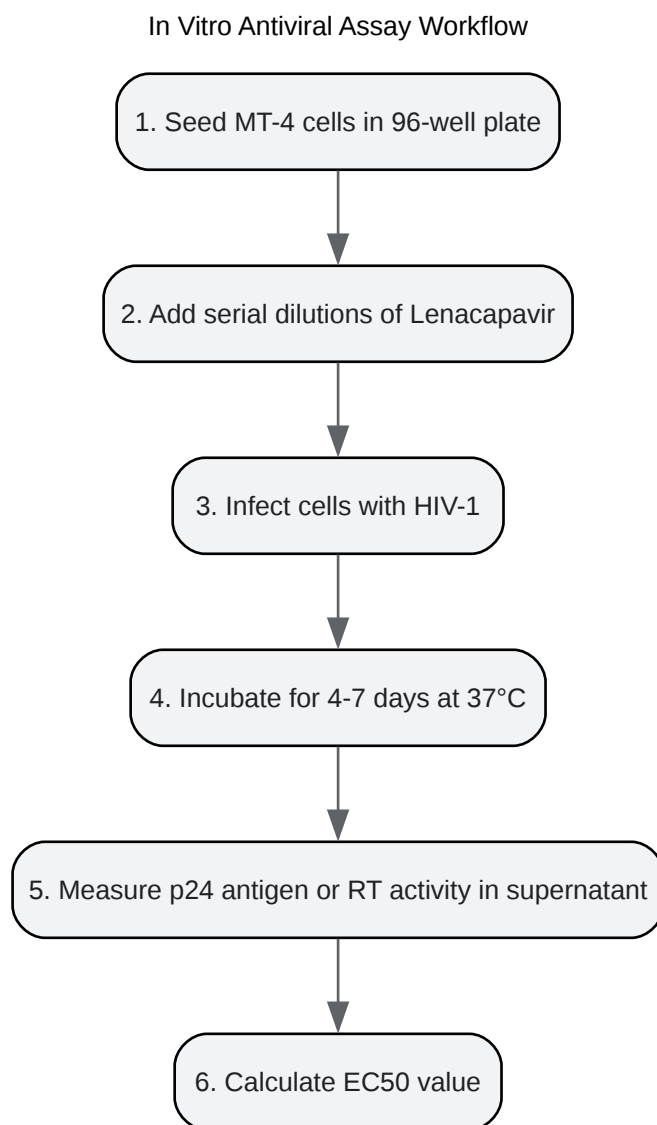 In Vitro Antiviral Assay Workflow
1. Seed MT-4 cells in 96-well plate
2. Add serial dilutions of Lenacapavir
3. Infect cells with HIV-1
4. Incubate for 4-7 days at 37°C
5. Measure p24 antigen or RT activity in supernatant
6. Calculate EC50 value